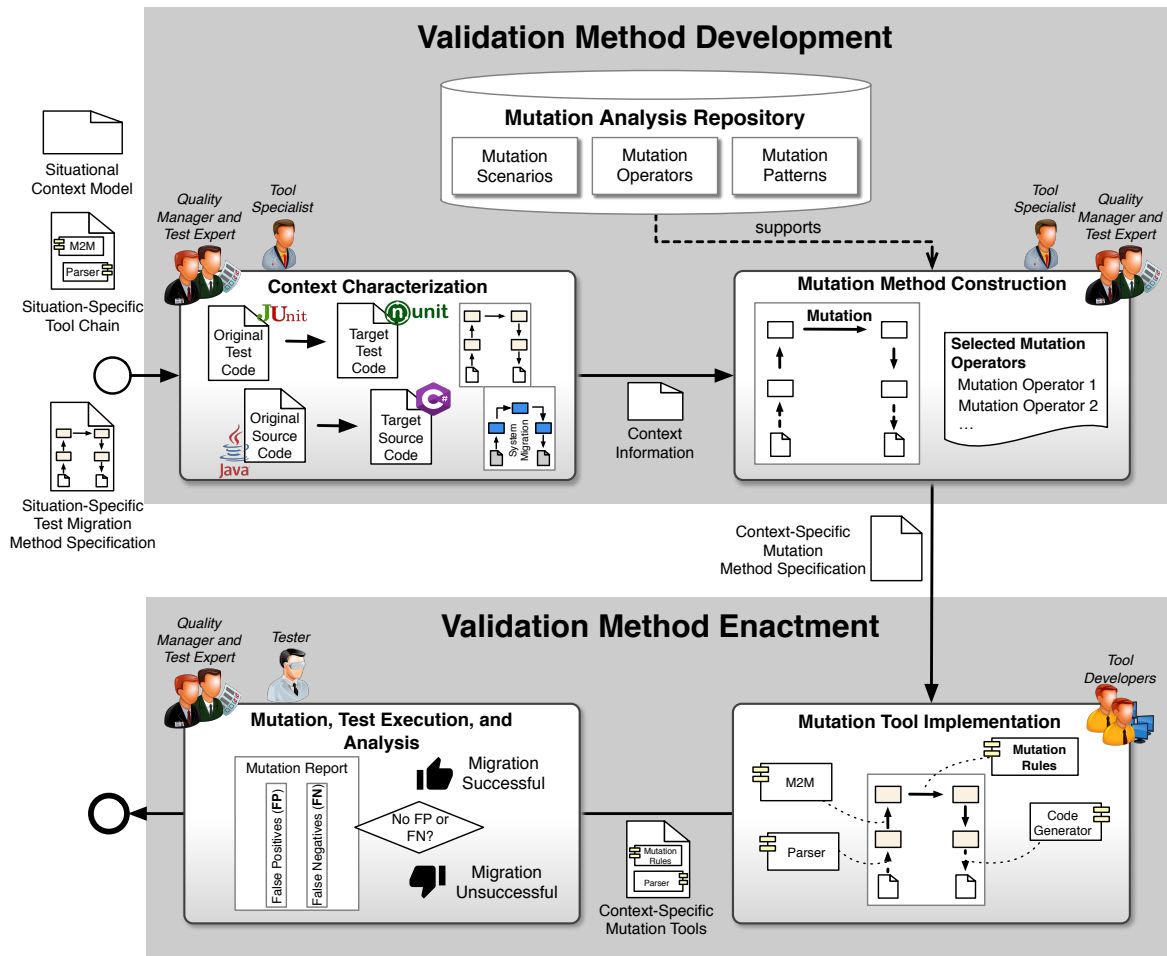 Validation Method Development
Mutation Analysis Repository
Mutation
Scenarios
Mutation
Operators
Mutation
Patterns
Situational
Context Model
M2M
Parser
Situation-Specific
Tool Chain
Situation-Specific
Test Migration
Method Specification
Quality
Manager and
Test Expert
Tool
Specialist
Context Characterization
Original
Test
Code
JUnit
Target
Test
Code
nunit
Original
Source
Code
Java
Target
Source
Code
C#
System
Migration
Context
Information
supports
Tool
Specialist
Quality
Manager and
Test Expert
Mutation Method Construction
Mutation
Selected Mutation
Operators
Mutation Operator 1
Mutation Operator 2
...
Context-Specific
Mutation
Method Specification
Validation Method Enactment
Quality
Manager and
Test Expert
Tester
Mutation, Test Execution, and
Analysis
Mutation Report
False Positives (FP)
False Negatives (FN)
Migration
Successful
No FP or
FN?
Migration
Unsuccessful
Mutation
Rules
Parser
Context-Specific
Mutation Tools
Tool
Developers
Mutation Tool Implementation
M2M
Parser
Mutation
Rules
Code
Generator